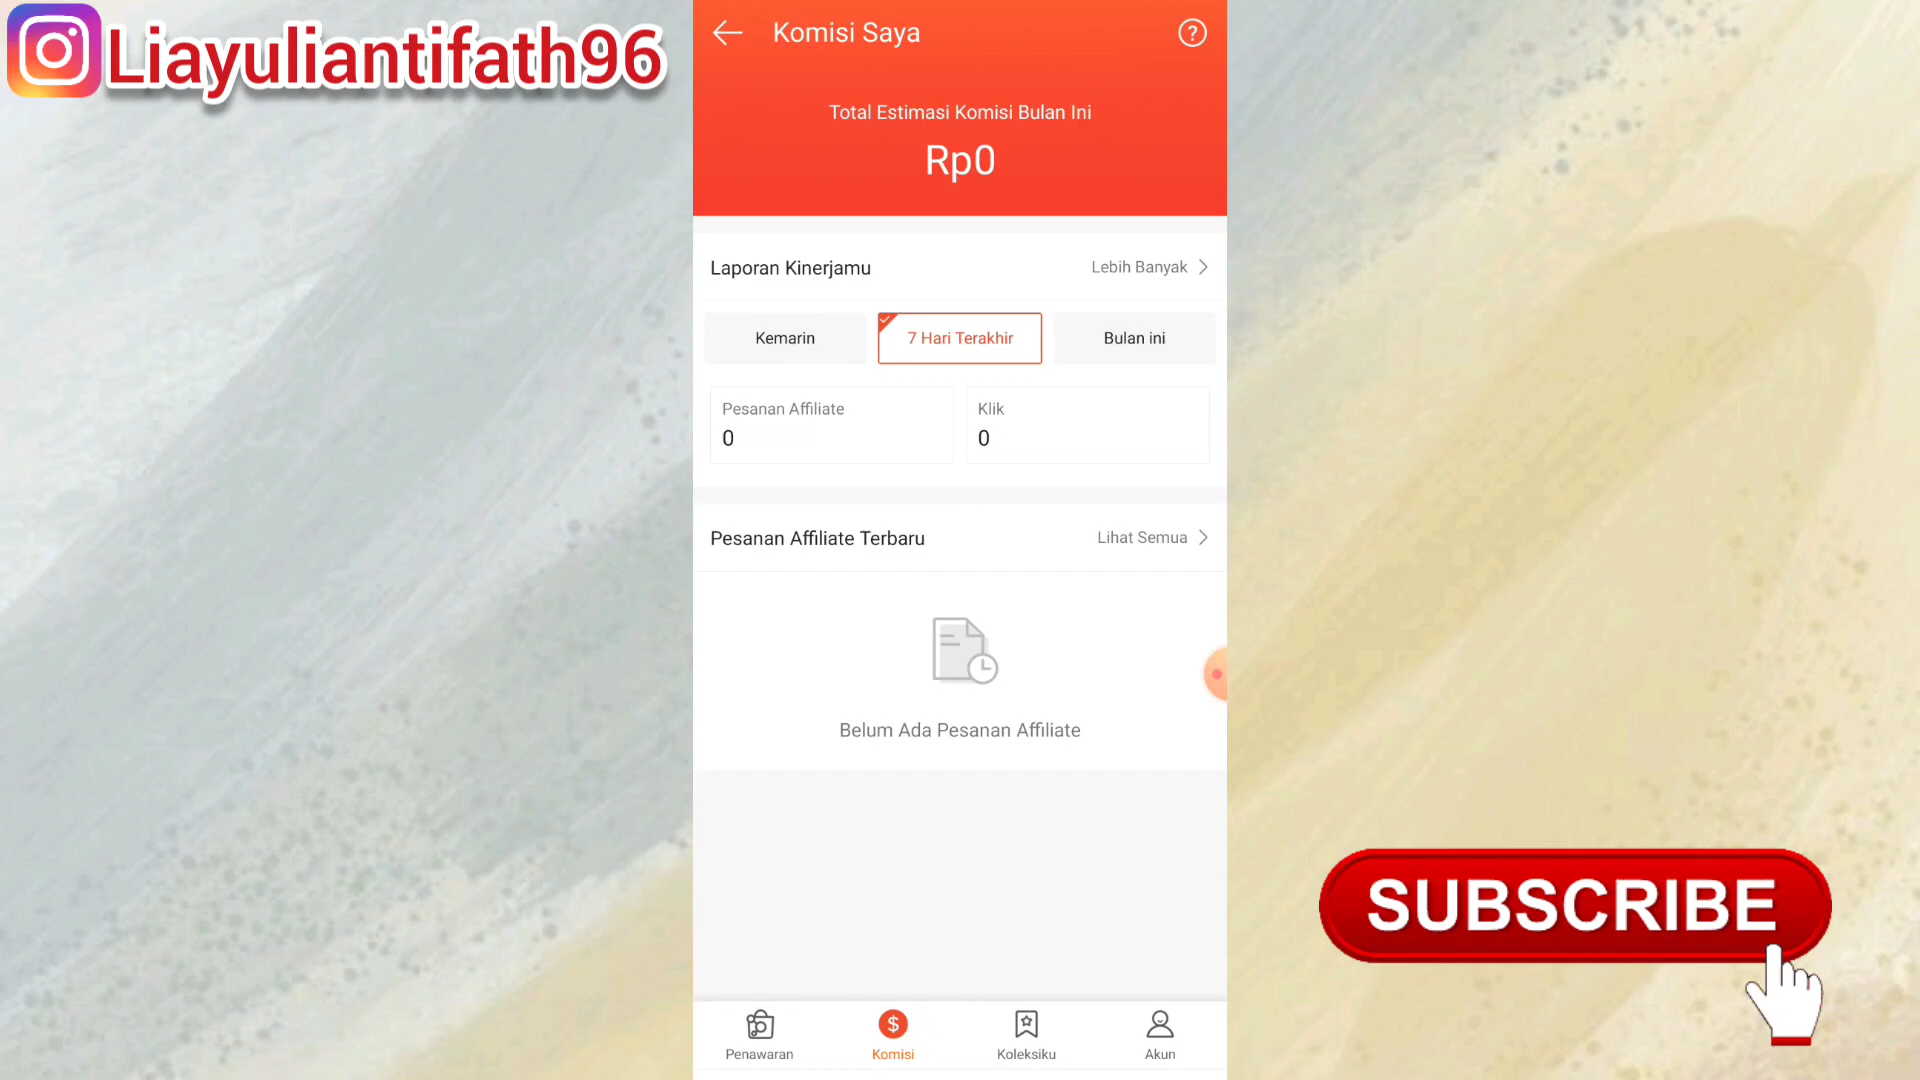 Liayuliantifath96
Komisi Saya
?
Total Estimasi Komisi Bulan Ini
Rp0
Laporan Kinerjamu
Lebih Banyak
Kemarin
7 Hari Terakhir
Bulan ini
Pesanan Affiliate
Klik
0
0
Pesanan Affiliate Terbaru
Lihat Semua
Belum Ada Pesanan Affiliate
SUBSCRIBE
$
Penawaran
Komisi
Koleksiku
Akun